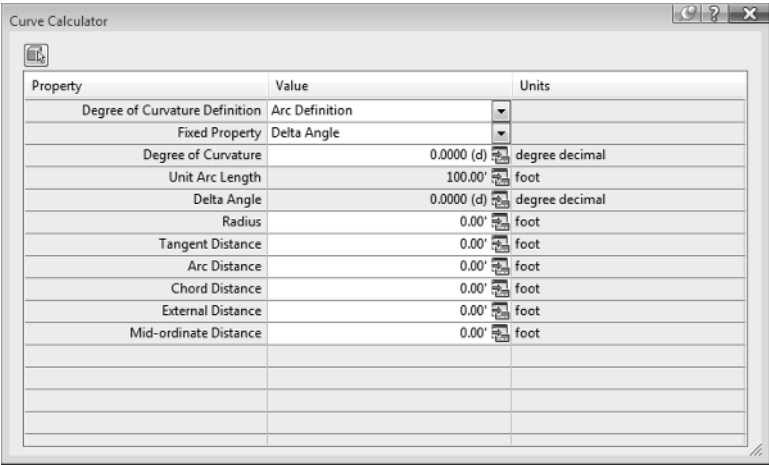 Curve Calculator
?
Property Value Units
Degree of Curvature Definition Arc Definition
Fixed Property Delta Angle
Degree of Curvature 0.0000 (d) degree decimal
Unit Arc Length 100.00' foot
Delta Angle 0.0000 (d) degree decimal
Radius 0.00' foot
Tangent Distance 0.00' foot
Arc Distance 0.00' foot
Chord Distance 0.00' foot
External Distance 0.00' foot
Mid-ordinate Distance 0.00' foot